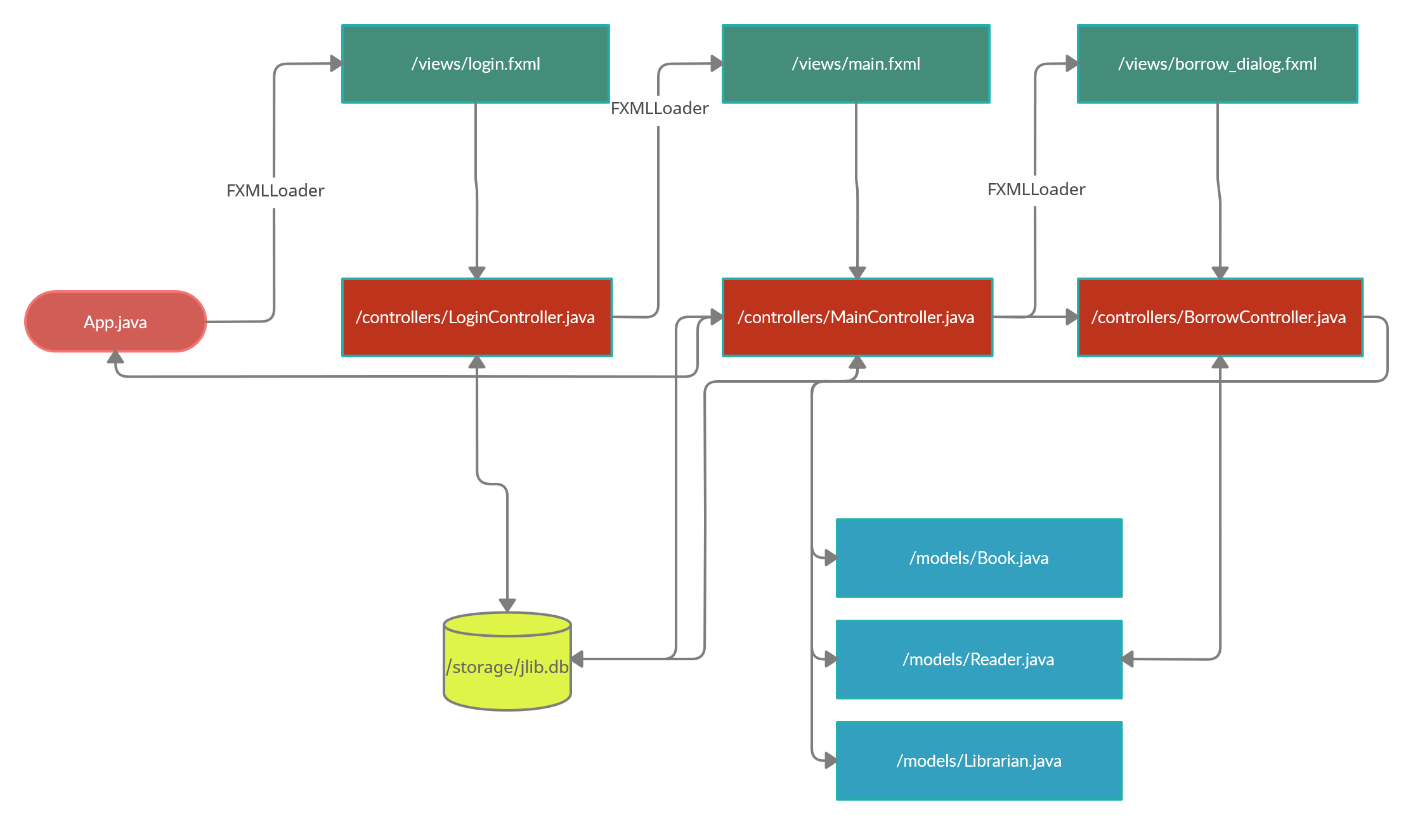 /views/login.fxml
/views/main.fxml
/views/borrow_dialog.fxml
FXMLLoader
FXMLLoader
FXMLLoader
App.java
/controllers/LoginController.java
/controllers/MainController.java
/controllers/BorrowController.java
/models/Book.java
/models/Reader.java
/storage/jlib.db
/models/Librarian.java